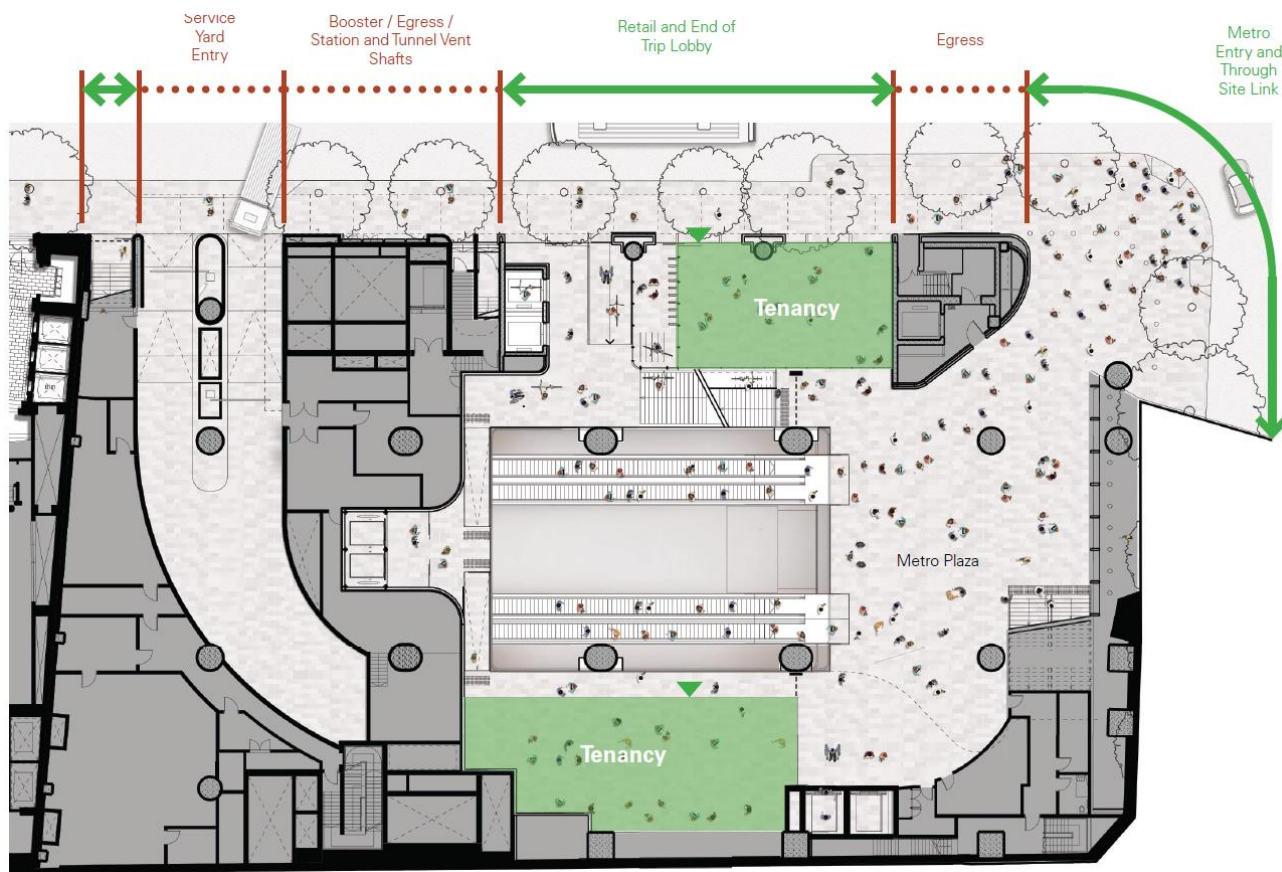 Service
Yard
Entry
Booster / Egress /
Station and Tunnel Vent
Shafts
Retail and End of
Trip Lobby
Egress
Metro
Entry and
Through
Site Link
Tenancy
Metro Plaza
Tenancy